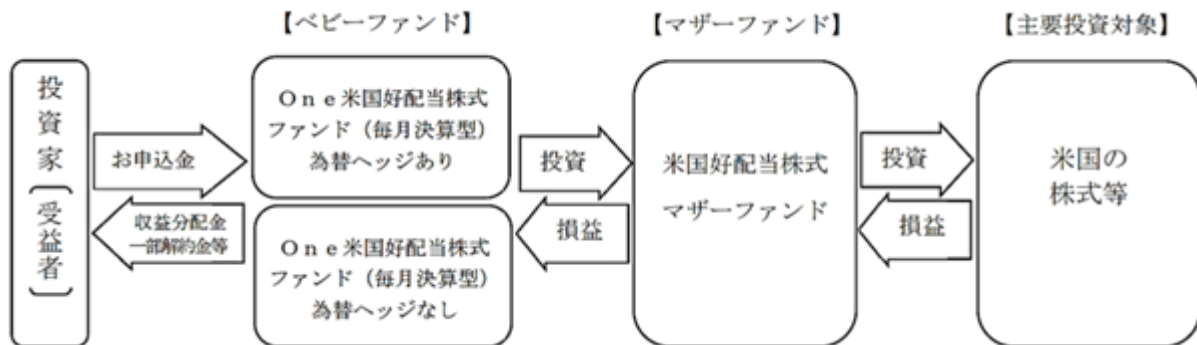 【ベビーファンド】
【マザーファンド】
【主要投資対象】
投資家(受益者)
お申込金
収益分配金
一部解約金等
One米国好配当株式
ファンド(毎月決算型)
為替ヘッジあり
One米国好配当株式
ファンド(毎月決算型)
為替ヘッジなし
投資
損益
米国好配当株式
マザーファンド
投資
損益
米国の
株式等